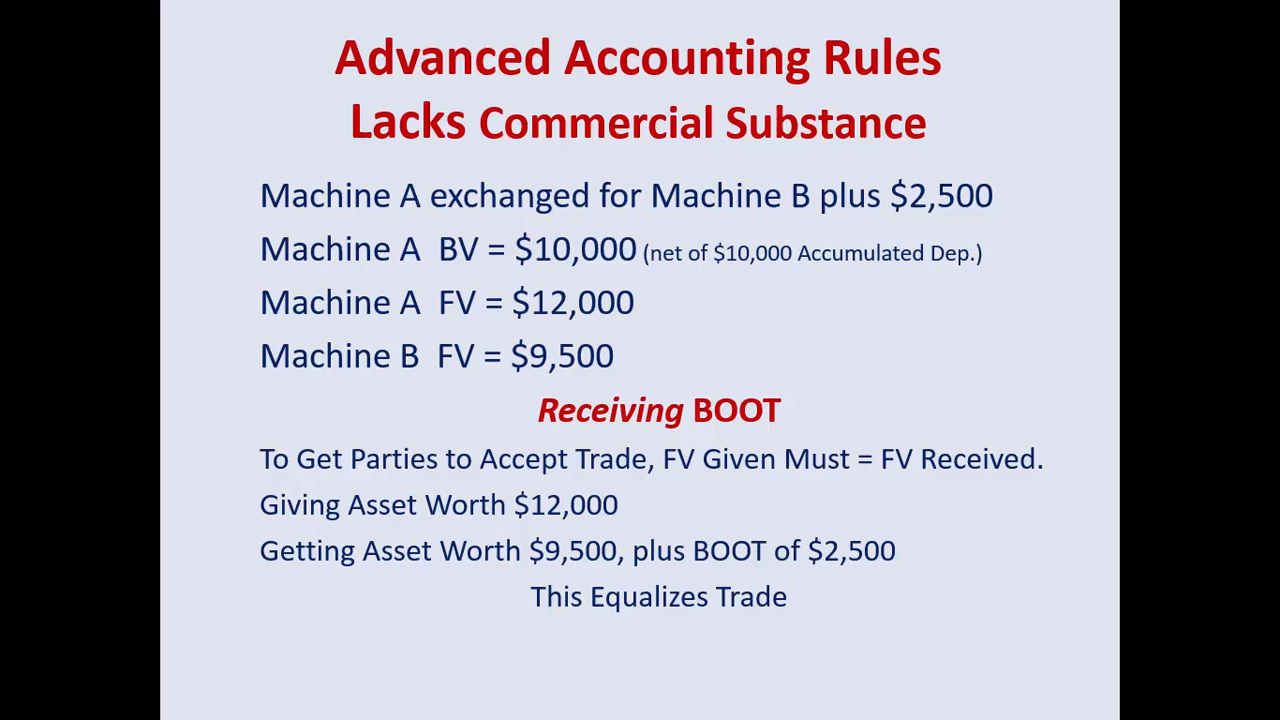 Advanced Accounting Rules
Lacks Commercial Substance
Machine A exchanged for Machine B plus $2,500
Machine A BV = $10,000 (net of $10,000 Accumulated Dep.)
Machine A FV = $12,000
Machine B FV = $9,500
Receiving BOOT
To Get Parties to Accept Trade, FV Given Must = FV Received.
Giving Asset Worth $12,000
Getting Asset Worth $9,500, plus BOOT of $2,500
This Equalizes Trade